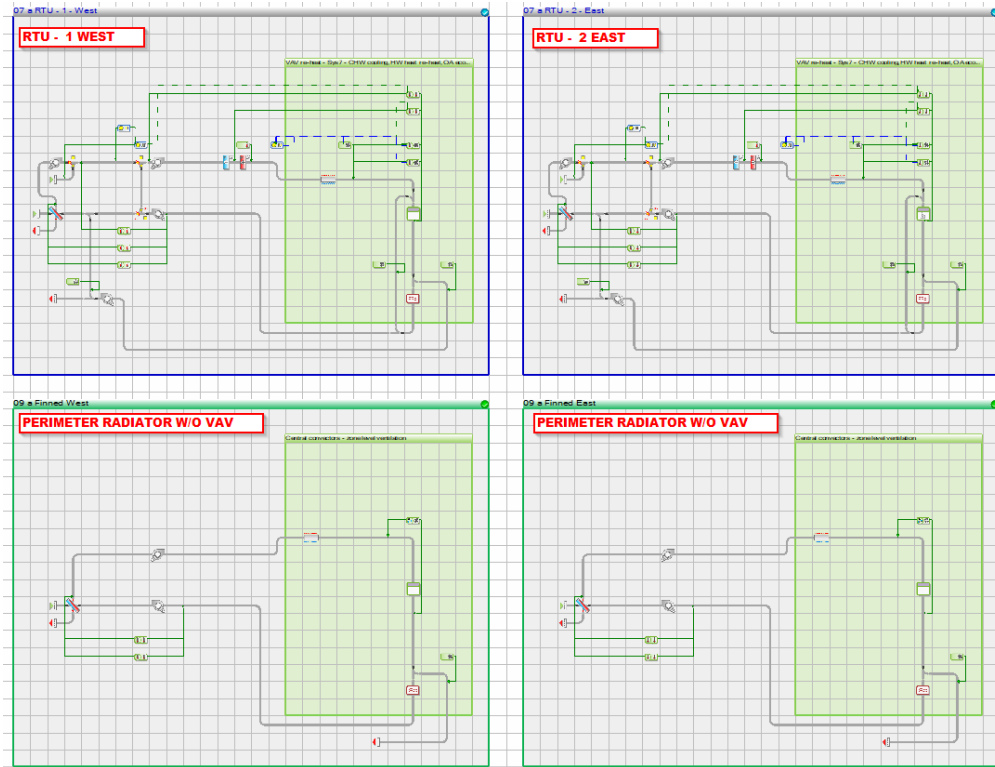 07 a RTU - 1 - West
07 a RTU - 2 - East
RTU -  1 WEST
RTU -  2 EAST
VAV re-heat - Sys7 - CHW cooling, HW heat, re-heat, OA eco...
VAV re-heat - Sys7 - CHW cooling, HW heat, re-heat, OA eco...
09 a Finned West
09 a Finned East
PERIMETER RADIATOR W/O VAV
PERIMETER RADIATOR W/O VAV
Central convectors - zone level ventilation
Central convectors - zone level ventilation